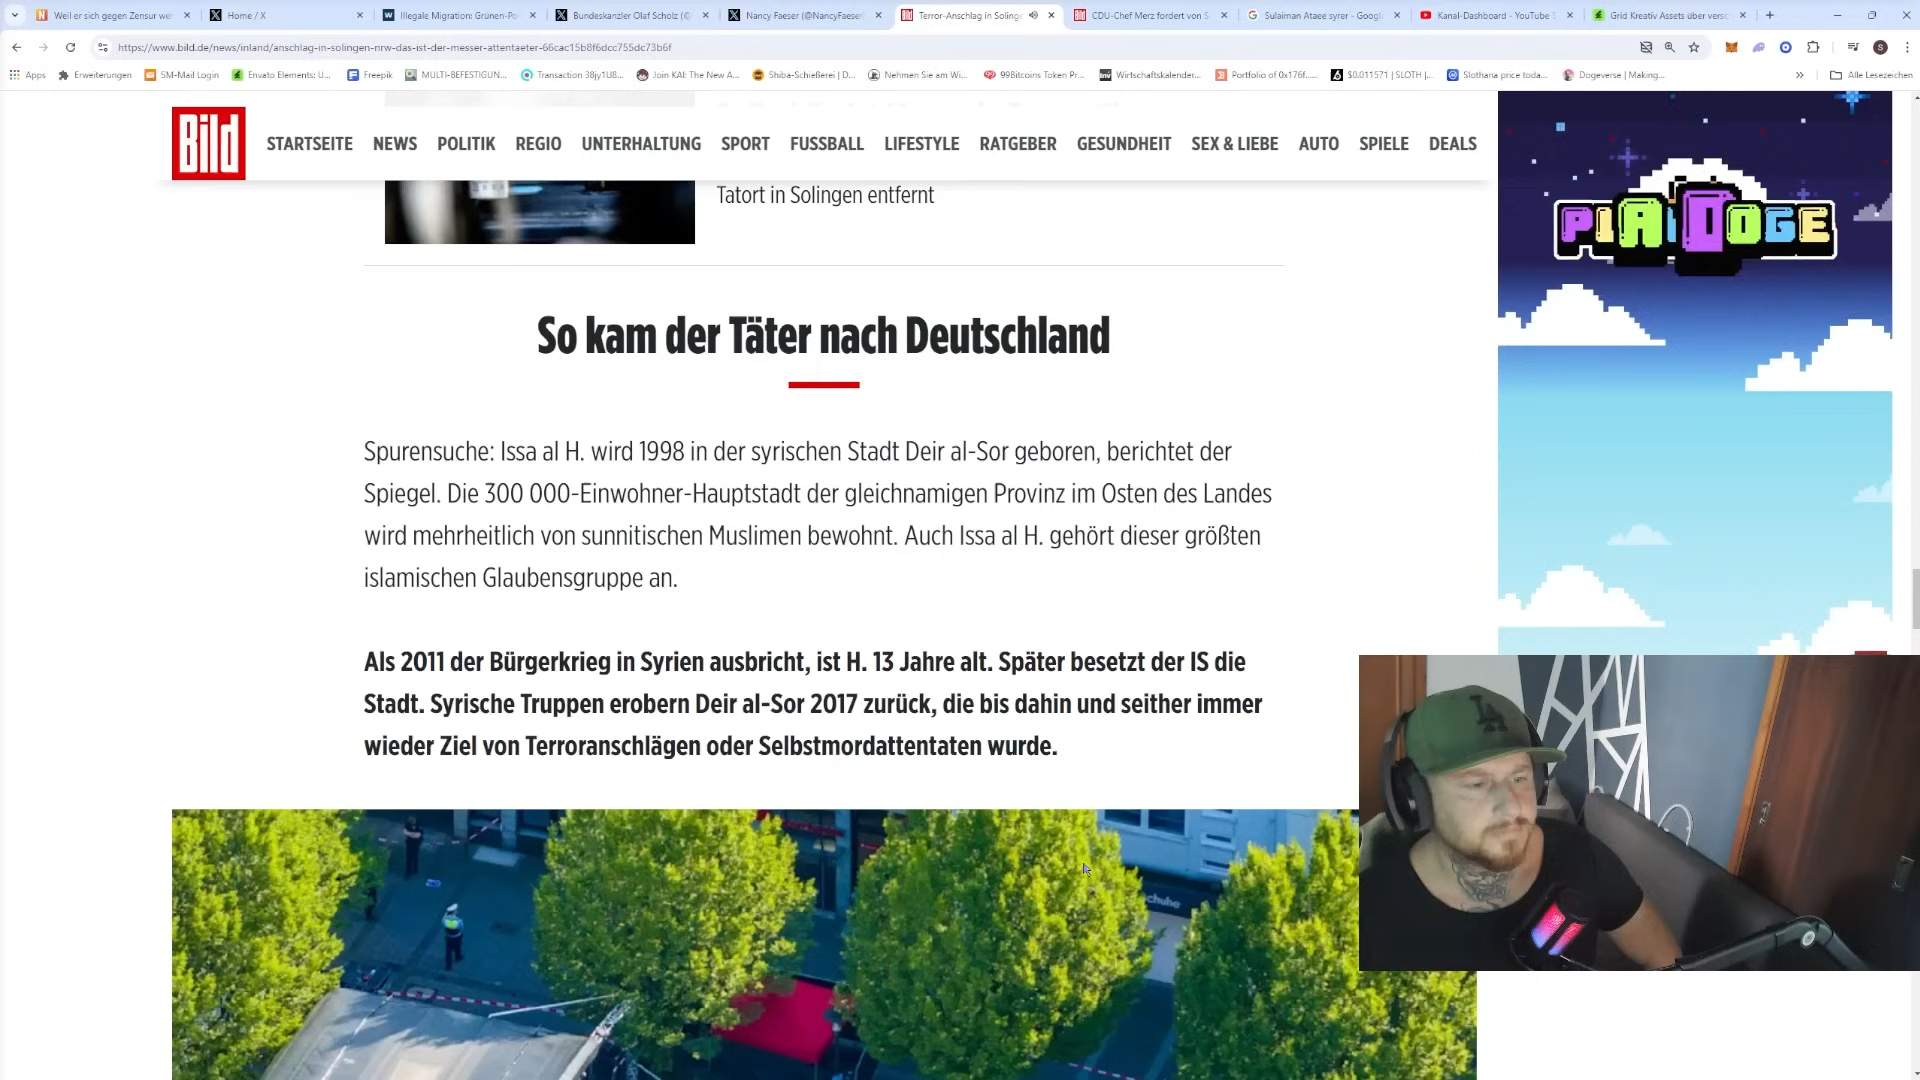 Weil er sich gegen Zensur we
Home / X
Illegale Migration: Grünen-Po
Bundeskanzler Olaf Scholz (@
Nancy Faeser (@NancyFaeser
Terror-Anschlag in Solinge
CDU-Chef Merz fordert von S
Sulaiman Ataee syrer - Google
Kanal-Dashboard - YouTube S
Grid Kreativ Assets über versc
https://www.bild.de/news/inland/anschlag-in-solingen-nrw-das-ist-der-messer-attentaeter-66cac15b8f6dcc755dc73b6f
Apps
Erweiterungen
SM-Mail Login
Envato Elements: U...
Freepik
MULTI-BEFESTIGUN...
Transaction 38jy1U8...
Join KAI: The New A...
Shiba-Schießerei | D...
Nehmen Sie am Wi...
99Bitcoins Token Pr...
Wirtschaftskalender...
Portfolio of 0x176f......
$0.011571 | SLOTH |...
Slothana price toda...
Dogeverse | Making...
Alle Lesezeichen
Bild
STARTSEITE NEWS POLITIK REGIO UNTERHALTUNG SPORT FUSSBALL LIFESTYLE RATGEBER GESUNDHEIT SEX & LIEBE AUTO SPIELE DEALS
Tatort in Solingen entfernt
So kam der Täter nach Deutschland
Spurensuche: Issa al H. wird 1998 in der syrischen Stadt Deir al-Sor geboren, berichtet der
Spiegel. Die 300 000-Einwohner-Hauptstadt der gleichnamigen Provinz im Osten des Landes
wird mehrheitlich von sunnitischen Muslimen bewohnt. Auch Issa al H. gehört dieser größten
islamischen Glaubensgruppe an.
Als 2011 der Bürgerkrieg in Syrien ausbricht, ist H. 13 Jahre alt. Später besetzt der IS die
Stadt. Syrische Truppen erobern Deir al-Sor 2017 zurück, die bis dahin und seither immer
wieder Ziel von Terroranschlägen oder Selbstmordattentaten wurde.
schuhe
LA